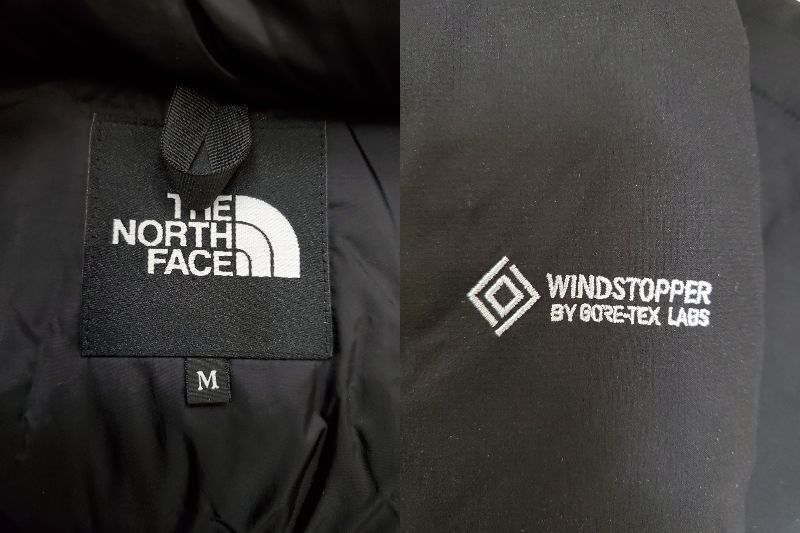 THE
NORTH
FACE
M
WINDSTOPPER
BY GORE-TEX LABS